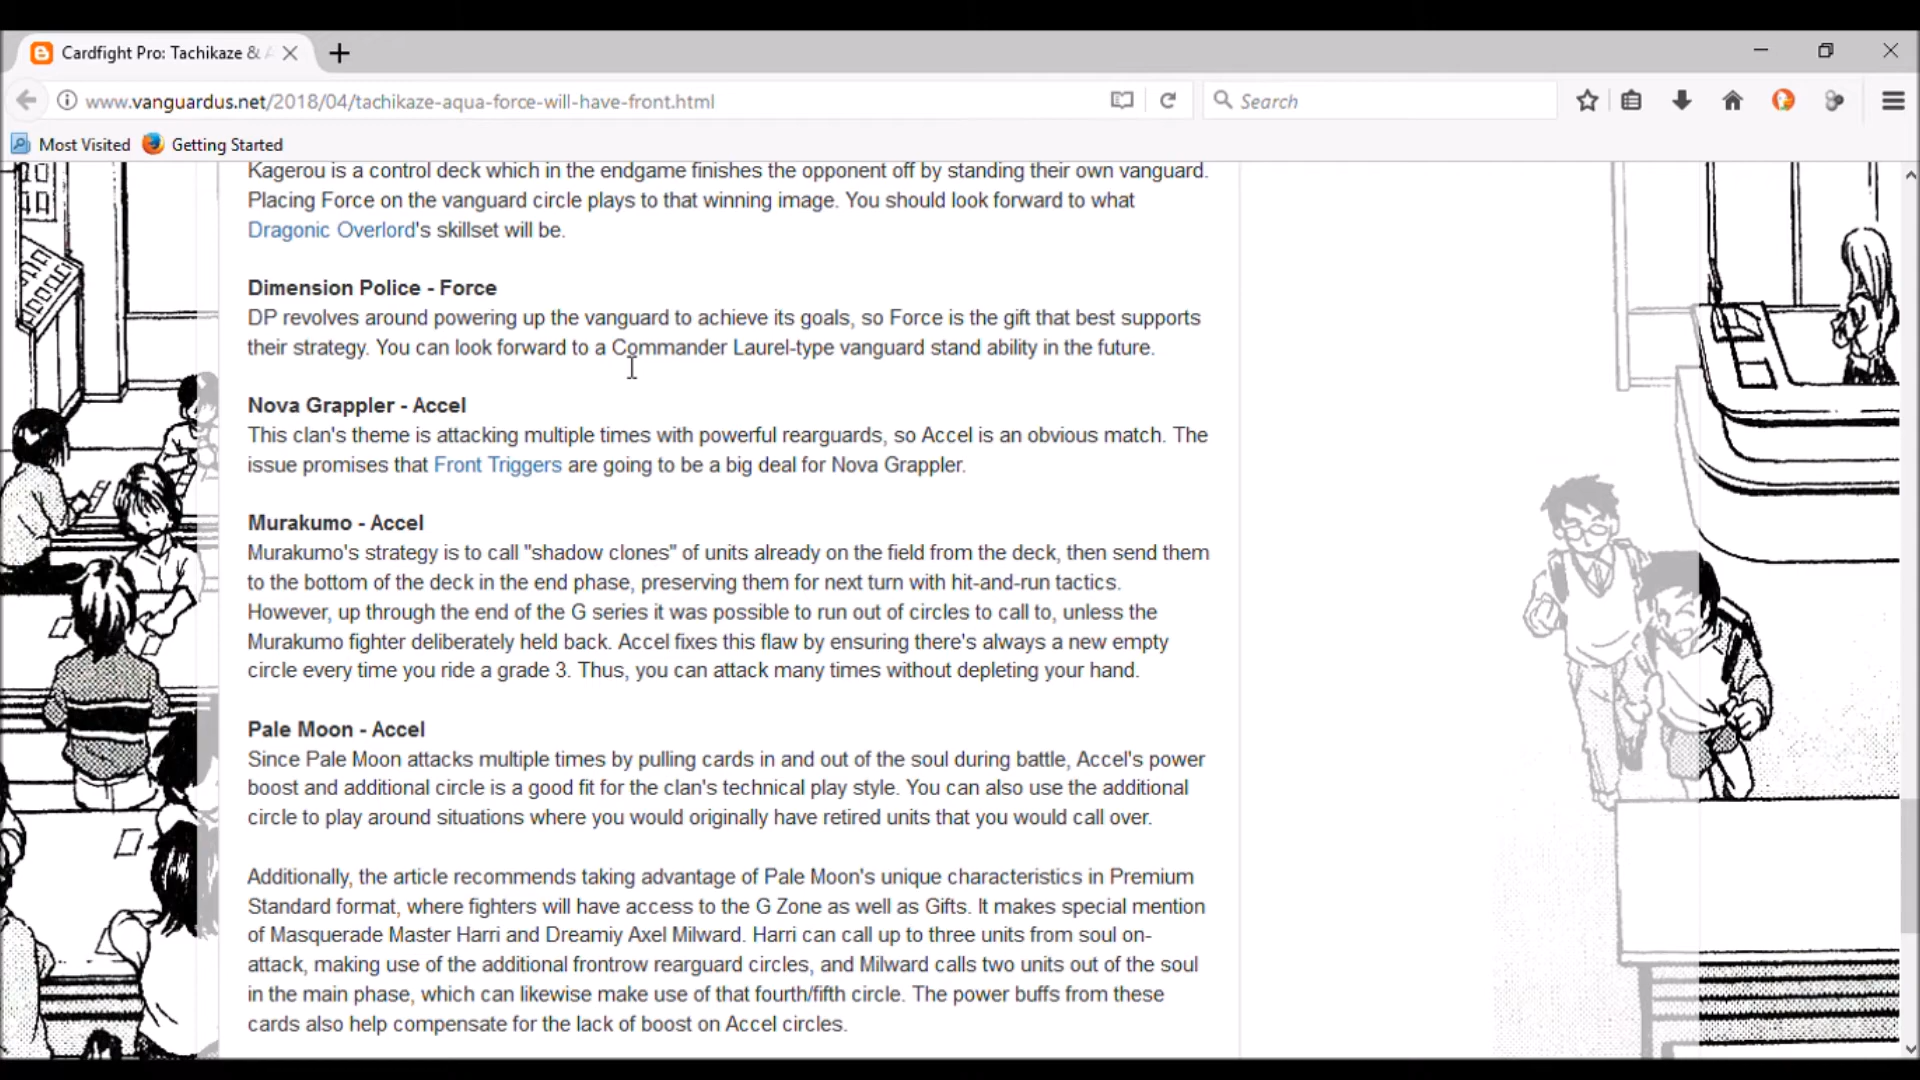 Cardfight Pro: Tachikaze &
www.vanguardus.net/2018/04/tachikaze-aqua-force-will-have-front.html
Search
Most Visited
Getting Started
Kagerou is a control deck which in the endgame finishes the opponent off by standing their own vanguard.
Placing Force on the vanguard circle plays to that winning image. You should look forward to what
Dragonic Overlord's skillset will be.
Dimension Police - Force
DP revolves around powering up the vanguard to achieve its goals, so Force is the gift that best supports
their strategy. You can look forward to a Commander Laurel-type vanguard stand ability in the future.
Nova Grappler - Accel
This clan's theme is attacking multiple times with powerful rearguards, so Accel is an obvious match. The
issue promises that Front Triggers are going to be a big deal for Nova Grappler.
Murakumo - Accel
Murakumo's strategy is to call "shadow clones" of units already on the field from the deck, then send them
to the bottom of the deck in the end phase, preserving them for next turn with hit-and-run tactics.
However, up through the end of the G series it was possible to run out of circles to call to, unless the
Murakumo fighter deliberately held back. Accel fixes this flaw by ensuring there's always a new empty
circle every time you ride a grade 3. Thus, you can attack many times without depleting your hand.
Pale Moon - Accel
Since Pale Moon attacks multiple times by pulling cards in and out of the soul during battle, Accel's power
boost and additional circle is a good fit for the clan's technical play style. You can also use the additional
circle to play around situations where you would originally have retired units that you would call over.
Additionally, the article recommends taking advantage of Pale Moon's unique characteristics in Premium
Standard format, where fighters will have access to the G Zone as well as Gifts. It makes special mention
of Masquerade Master Harri and Dreamiy Axel Milward. Harri can call up to three units from soul on-
attack, making use of the additional frontrow rearguard circles, and Milward calls two units out of the soul
in the main phase, which can likewise make use of that fourth/fifth circle. The power buffs from these
cards also help compensate for the lack of boost on Accel circles.